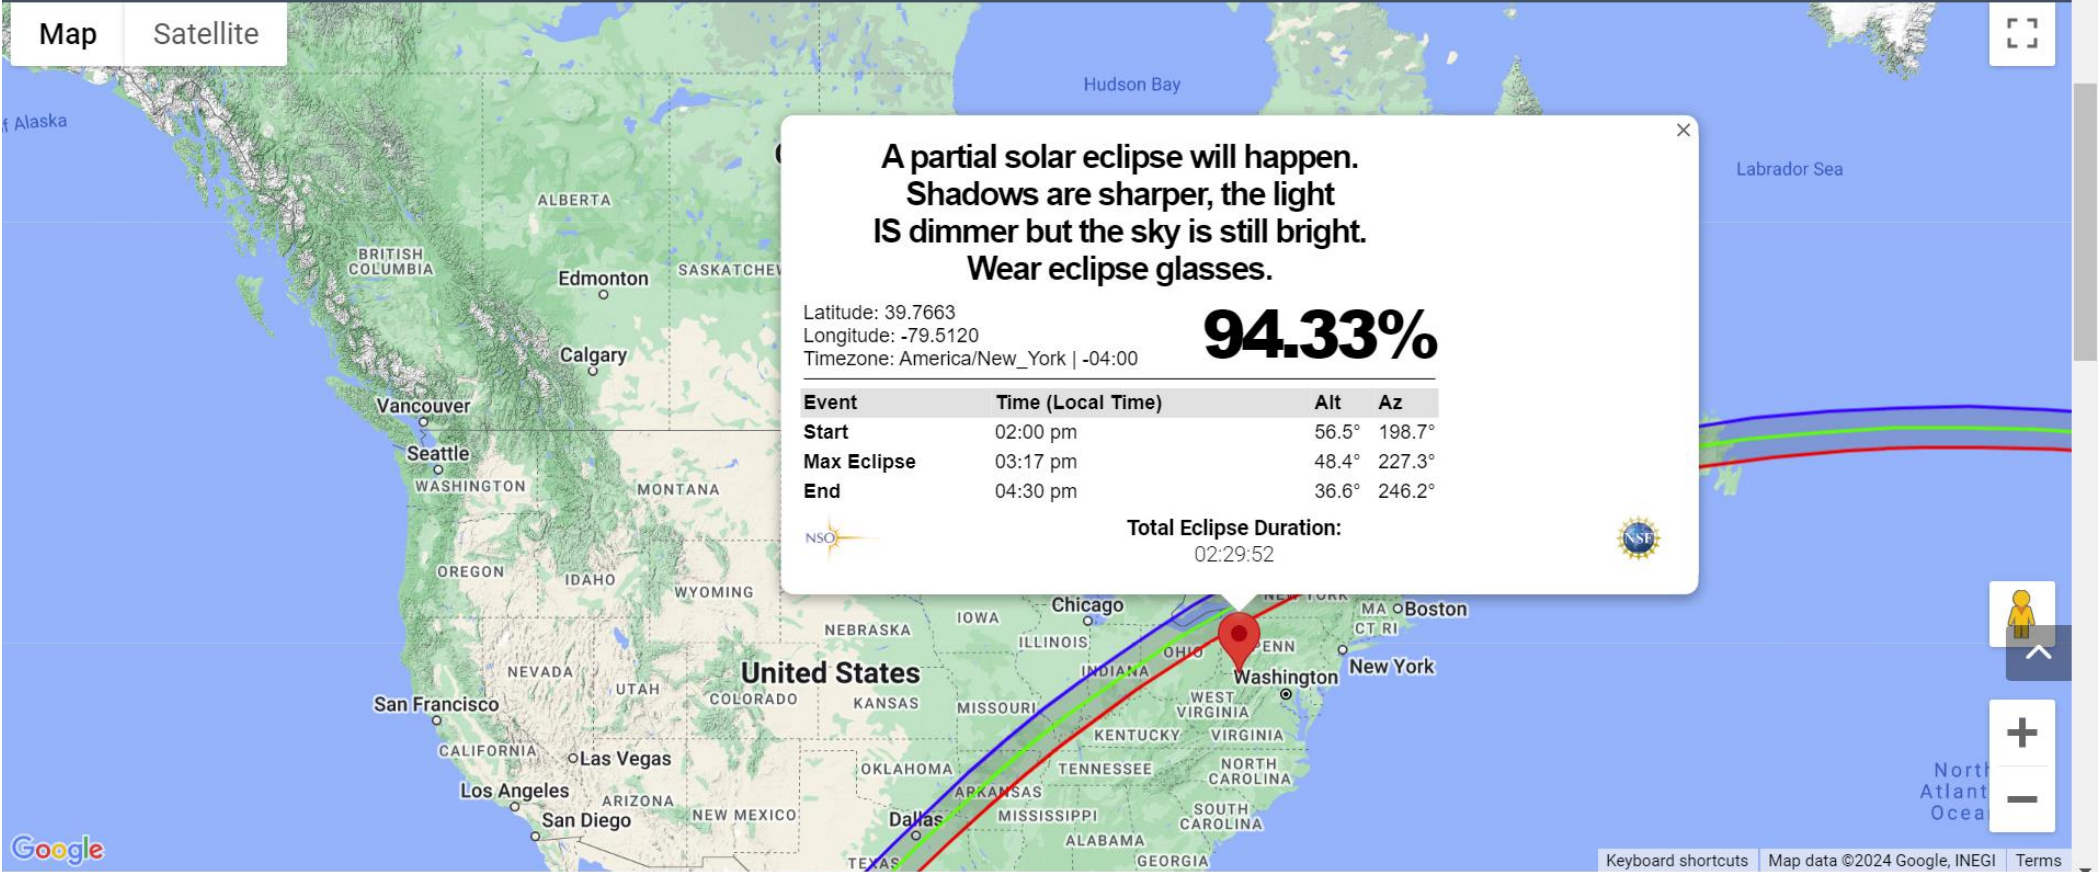 Map
Satellite
Hudson Bay
f Alaska
Labrador Sea
A partial solar eclipse will happen.
Shadows are sharper, the light
IS dimmer but the sky is still bright.
Wear eclipse glasses.
ALBERTA
BRITISH
COLUMBIA
Edmonton
SASKATCHEW
Latitude: 39.7663
Longitude: -79.5120
Timezone: America/New_York | -04:00
94.33%
Calgary
Vancouver
Event Time (Local Time) Alt Az
Start 02:00 pm 56.5° 198.7°
Max Eclipse 03:17 pm 48.4° 227.3°
End 04:30 pm 36.6° 246.2°
Seattle
WASHINGTON
MONTANA
Total Eclipse Duration:
02:29:52
NSO
NSF
OREGON
IDAHO
WYOMING
Chicago
NEW YORK
MA
Boston
IOWA
CT RI
NEBRASKA
ILLINOIS
INDIANA
OHIO
PENN
New York
Washington
NEVADA
UTAH
United States
COLORADO
KANSAS
MISSOURI
WEST
VIRGINIA
San Francisco
KENTUCKY
VIRGINIA
CALIFORNIA
Las Vegas
OKLAHOMA
TENNESSEE
NORTH
CAROLINA
North
Atlant
Ocea
Los Angeles
ARIZONA
NEW MEXICO
ARKANSAS
San Diego
Dallas
MISSISSIPPI
SOUTH
CAROLINA
ALABAMA
TEXAS
GEORGIA
Google
Keyboard shortcuts
Map data ©2024 Google, INEGI
Terms